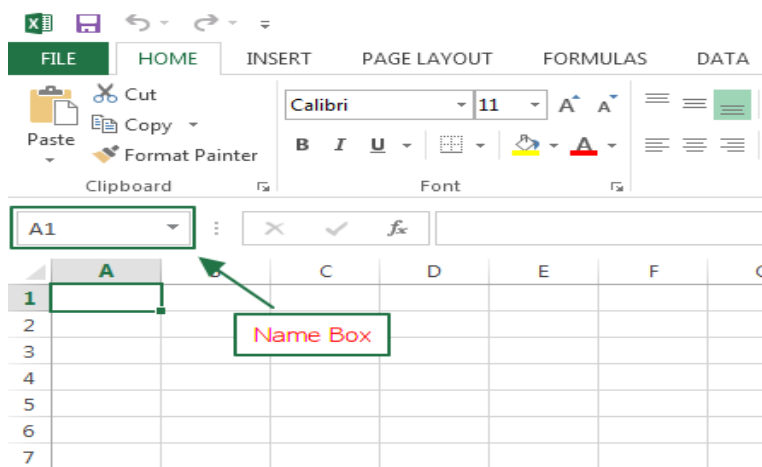 FILE HOME INSERT PAGE LAYOUT FORMULAS DATA
Cut
Calibri 11 A A
Copy
Paste
Format Painter
B I U A
Clipboard Font
A1 fx
A C D E F
1
2
Name Box
3
4
5
6
7